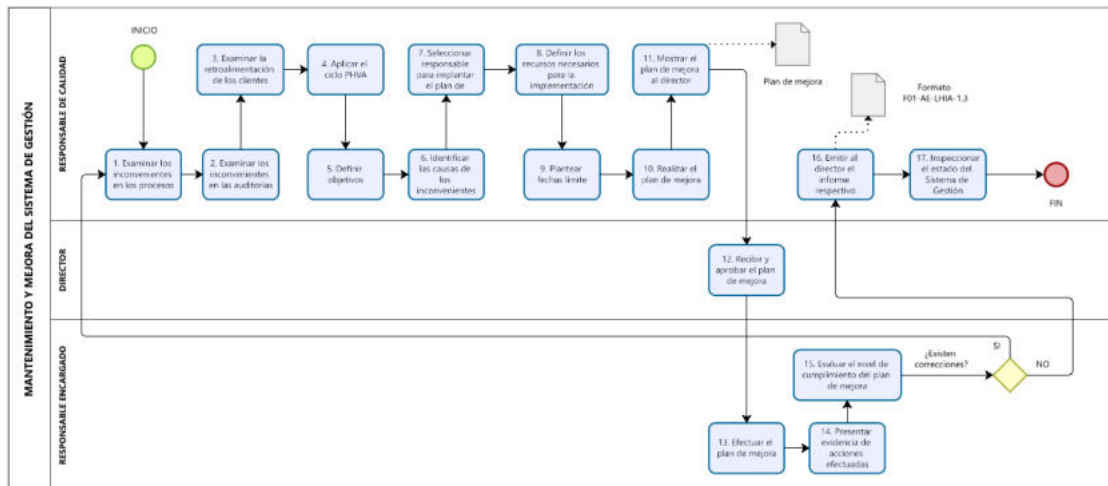 MANTENIMIENTO Y MEJORA DEL SISTEMA DE GESTIÓN
RESPONSABLE DE CALIDAD
INICIO
1. Examinar los
inconvenientes
en los procesos
2. Examinar los
inconvenientes
en las auditorias
3. Examinar la
retroalimentación
de los clientes
4. Aplicar el
ciclo PHVA
5. Definir
objetivos
6. Identificar
las causas de
los
inconvenientes
7. Seleccionar
responsable
para implantar
el plan de
8. Definir los
recursos necesarios
para la
implementación
9. Plantear
fechas límite
10. Realizar el
plan de mejora
11. Mostrar el
plan de mejora
al director
Plan de mejora
Formato
F01-AE-LHIA-1.3
16. Emitir al
director el
informe
respectivo
17. Inspeccionar
el estado del
Sistema de
Gestión
FIN
DIRECTOR
12. Recibir y
aprobar el plan
de mejora
RESPONSABLE ENCARGADO
13. Efectuar el
plan de mejora
14. Presentar
evidencia de
acciones
efectuadas
15. Evaluar el nivel de
cumplimiento del plan
de mejora
¿Existen
correcciones?
SI
NO